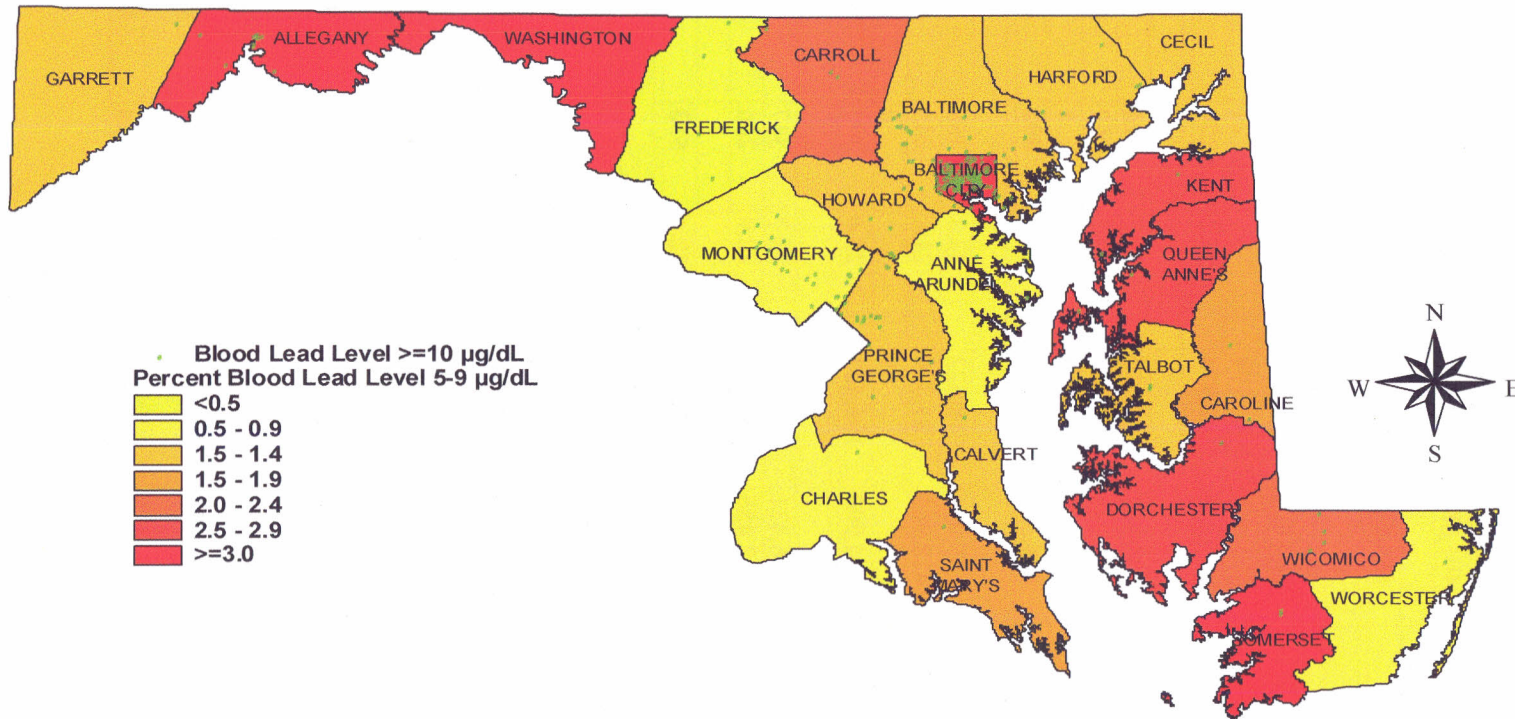 GARRETT
ALLEGANY
WASHINGTON
FREDERICK
CARROLL
BALTIMORE
HARFORD
CECIL
BALTIMORE
CITY
HOWARD
MONTGOMERY
ANNE
ARUNDEL
KENT
QUEEN
ANNE'S
PRINCE
GEORGE'S
TALBOT
CAROLINE
CALVERT
CHARLES
SAINT
MARY'S
DORCHESTER
WICOMICO
WORCESTER
SOMERSET
Blood Lead Level >=10 µg/dL
Percent Blood Lead Level 5-9 µg/dL
<0.5
0.5 - 0.9
1.5 - 1.4
1.5 - 1.9
2.0 - 2.4
2.5 - 2.9
>=3.0
N
W
E
S